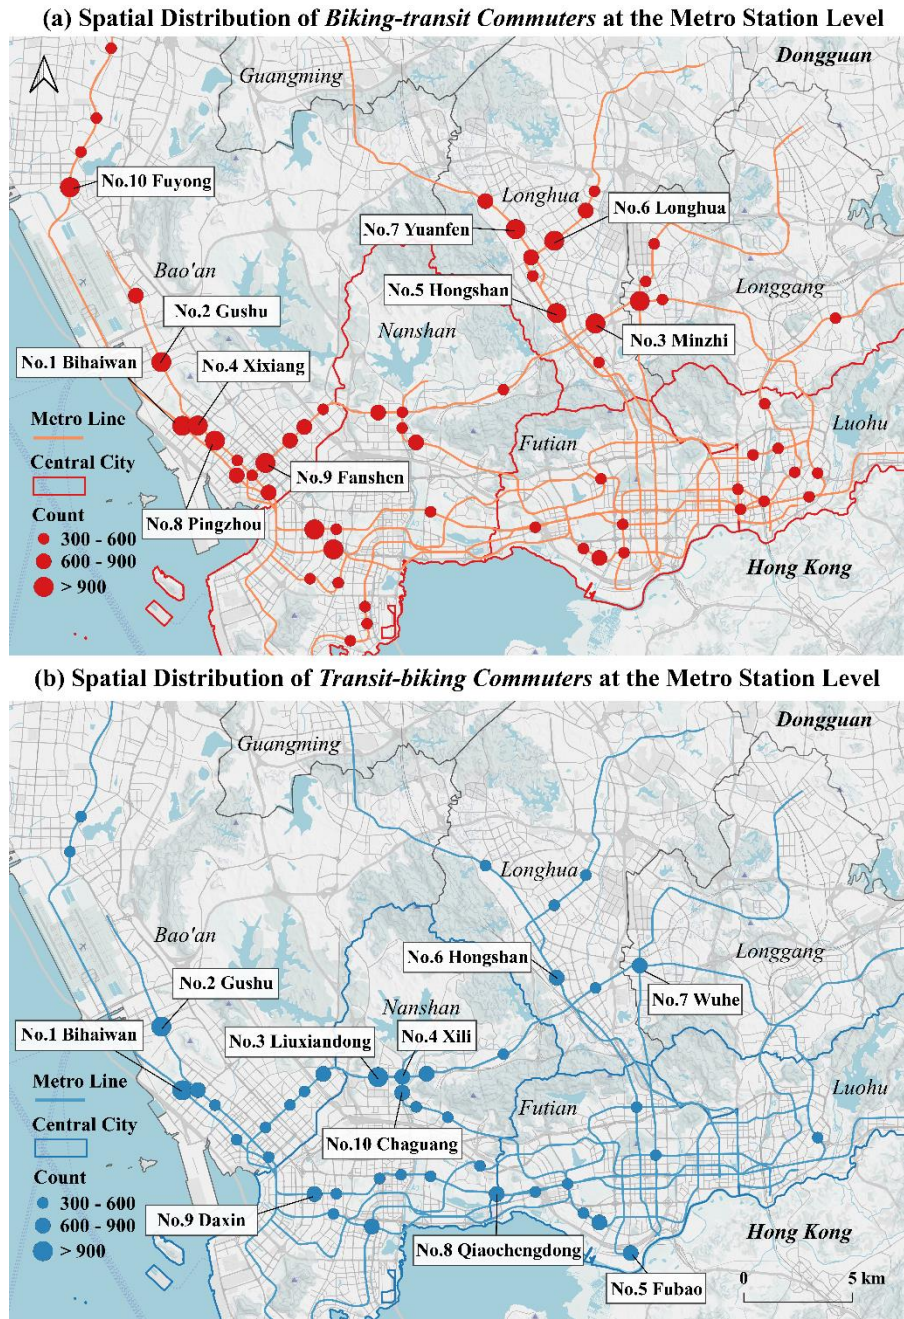 (a) Spatial Distribution of Biking-transit Commuters at the Metro Station Level
Dongguan
Guangming
No.10 Fuyong
Longhua
No.6 Longhua
No.7 Yuanfen
Bao'an
No.5 Hongshan
Longgang
No.2 Gushu
Nanshan
No.3 Minzhi
No.1 Bihaiwan
No.4 Xixiang
Metro Line
Luohu
Futian
Central City
No.9 Fanshen
Count
No.8 Pingzhou
300 - 600
600 - 900
> 900
Hong Kong
(b) Spatial Distribution of Transit-biking Commuters at the Metro Station Level
Dongguan
Guangming
Longhua
Bao'an
Longgang
No.6 Hongshan
No.2 Gushu
No.7 Wuhe
Nanshan
No.1 Bihaiwan
No.3 Liuxiandong
No.4 Xili
Metro Line
Luohu
Futian
Central City
No.10 Chaguang
Count
300 - 600
No.9 Daxin
600 - 900
Hong Kong
> 900
No.8 Qiaochengdong
No.5 Fubao
0
5 km